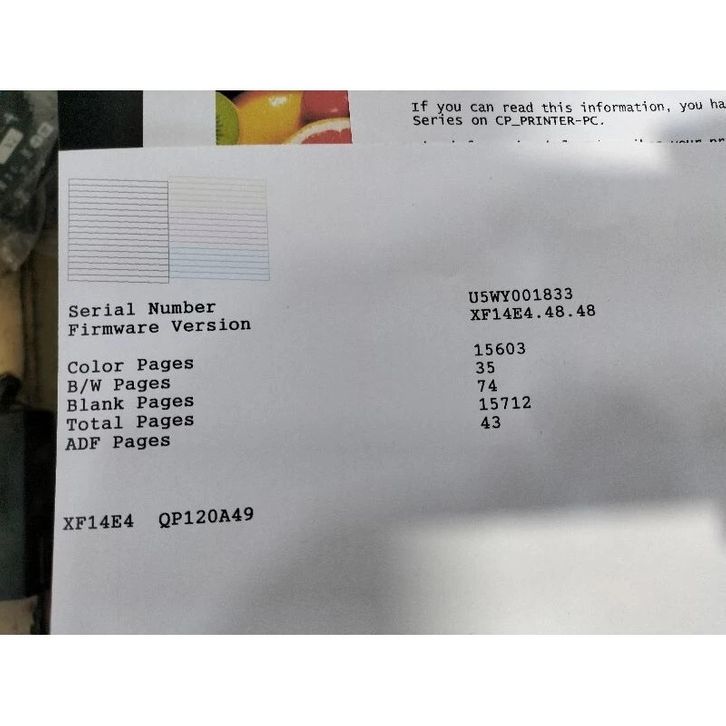 If you can read this information, you ha
Series on CP_PRINTER-PC.
Serial Number U5WY001833
Firmware Version XF14E4.48.48
Color Pages 15603
B/W Pages 35
Blank Pages 74
Total Pages 15712
ADF Pages 43
XF14E4 QP120A49